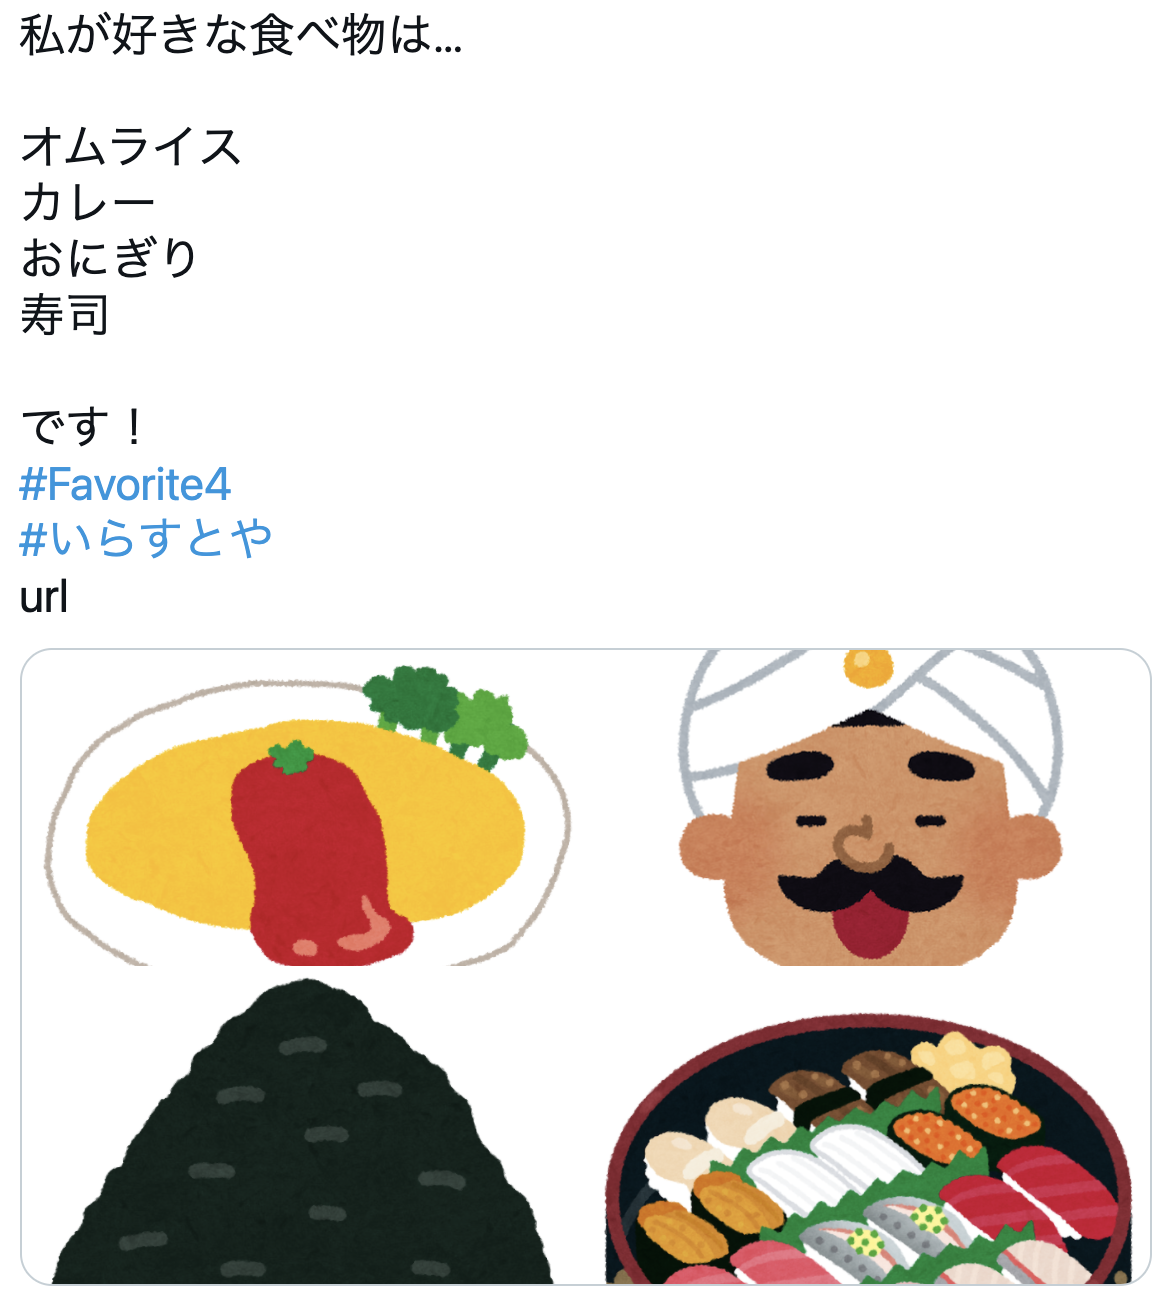 私が好きな食べ物は…
オムライス
カレー
おにぎり
寿司
です！
#Favorite4
#いらすとや
url